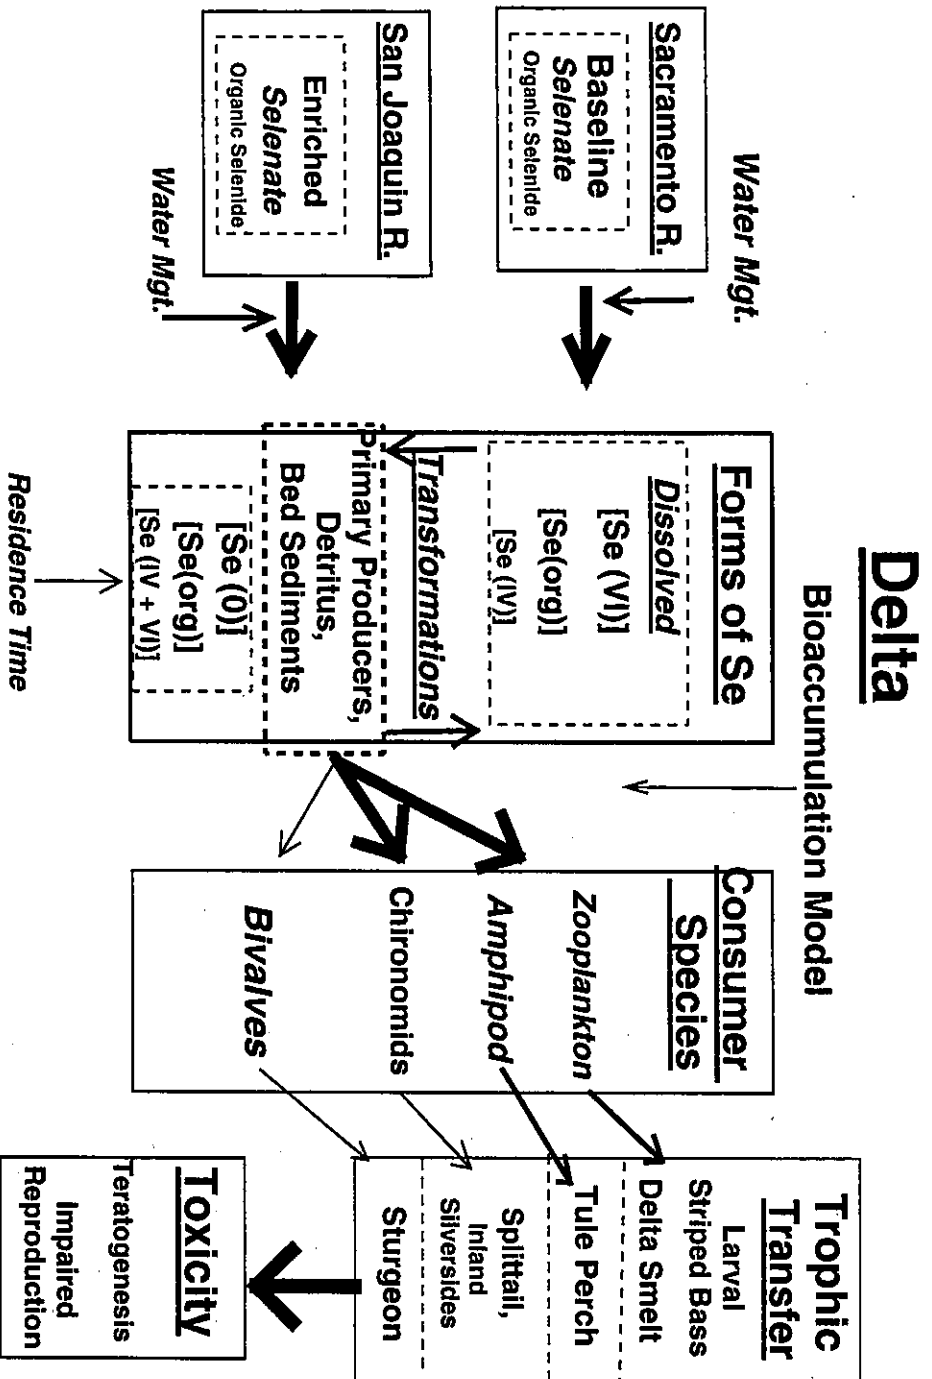 Delta
Bioaccumulation Model
Water Mgt.
Sacramento R.
Baseline
Selenate
Organic Selenide
San Joaquin R.
Enriched
Selenate
Organic Selenide
Water Mgt.
Forms of Se
Dissolved
[Se (VI)]
[Se(org)]
[Se (IV)]
Transformations
Primary Producers,
Detritus,
Bed Sediments
[Se (0)]
[Se(org)]
[Se (IV + VI)]
Residence Time
Consumer
Species
Zooplankton
Amphipod
Chironomids
Bivalves
Trophic
Transfer
Larval
Striped Bass
Delta Smelt
Tule Perch
Splittail,
Inland
Silversides
Sturgeon
Toxicity
Teratogenesis
Impaired
Reproduction